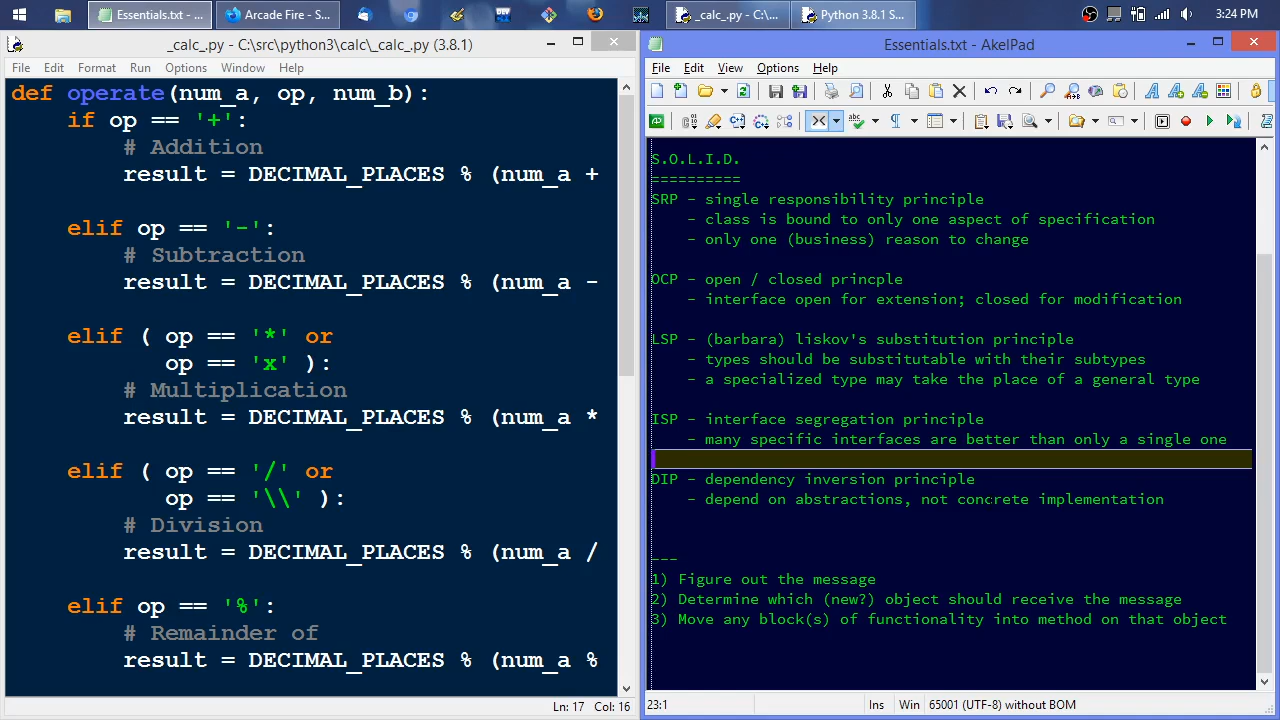 Essentials.txt - ...
Arcade Fire - S...
DEV
_calc_.py - C:\...
Python 3.8.1 S...
3:24 PM
_calc_.py - C:\src\python3\calc\_calc_.py (3.8.1)
File Edit Format Run Options Window Help
def operate(num_a, op, num_b):
if op == '+':
# Addition
result = DECIMAL_PLACES % (num_a +
elif op == '-':
# Subtraction
result = DECIMAL_PLACES % (num_a -
elif ( op == '*' or
op == 'x' ):
# Multiplication
result = DECIMAL_PLACES % (num_a *
elif ( op == '/' or
op == '\\' ):
# Division
result = DECIMAL_PLACES % (num_a /
elif op == '%':
# Remainder of
result = DECIMAL_PLACES % (num_a %
Ln: 17 Col: 16
Essentials.txt - AkelPad
File Edit View Options Help
S.O.L.I.D.
==========
SRP - single responsibility principle
- class is bound to only one aspect of specification
- only one (business) reason to change
OCP - open / closed princple
- interface open for extension; closed for modification
LSP - (barbara) liskov's substitution principle
- types should be substitutable with their subtypes
- a specialized type may take the place of a general type
ISP - interface segregation principle
- many specific interfaces are better than only a single one
DIP - dependency inversion principle
- depend on abstractions, not concrete implementation
---
1) Figure out the message
2) Determine which (new?) object should receive the message
3) Move any block(s) of functionality into method on that object
23:1 Ins Win 65001 (UTF-8) without BOM